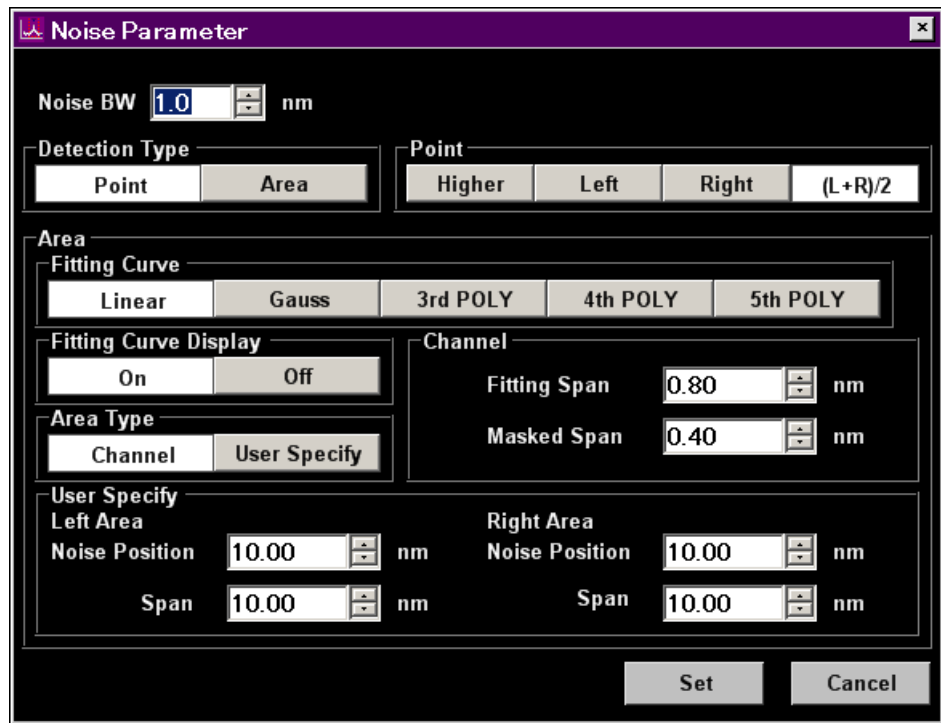 Noise Parameter
Noise BW 1.0 nm
Detection Type
Point Area
Point
Higher Left Right (L+R)/2
Area
Fitting Curve
Linear Gauss 3rd POLY 4th POLY 5th POLY
Fitting Curve Display
On Off
Channel
Fitting Span 0.80 nm
Masked Span 0.40 nm
Area Type
Channel User Specify
User Specify
Left Area
Noise Position 10.00 nm
Span 10.00 nm
Right Area
Noise Position 10.00 nm
Span 10.00 nm
Set Cancel